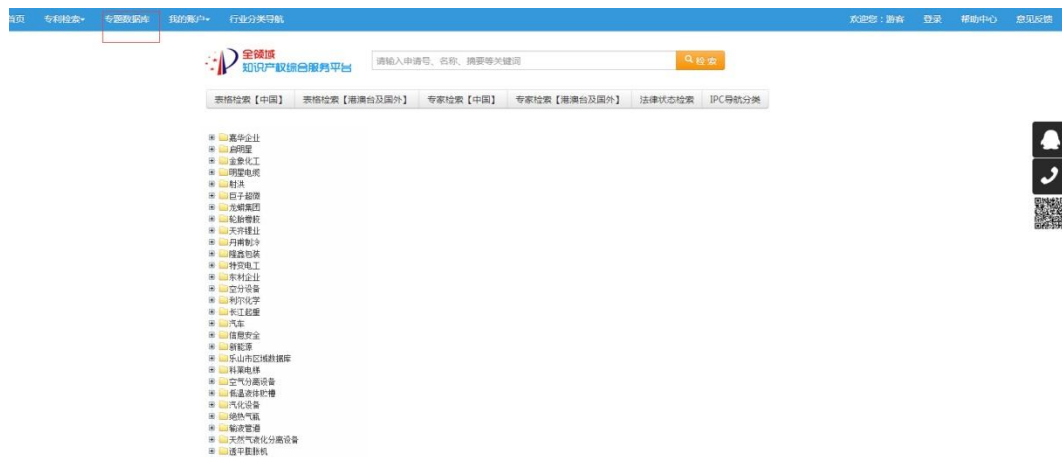 首页 专利检索 专题数据库 我的账户 行业分类导航 欢迎您：游客 登录 帮助中心 意见反馈
全领域
知识产权综合服务平台
请输入申请号、名称、摘要等关键词 检索
表格检索【中国】 表格检索【港澳台及国外】 专家检索【中国】 专家检索【港澳台及国外】 法律状态检索 IPC导航分类
嘉华企业
启明星
金象化工
明星电缆
射洪
巨子超微
龙蟒集团
轮胎橡胶
天齐锂业
丹甫制冷
隆鑫包装
特变电工
东材企业
空分设备
利尔化学
长江起重
汽车
信息安全
新能源
乐山市区域数据库
科莱电梯
空气分离设备
低温液体贮槽
汽化设备
绝热气瓶
输液管道
天然气液化分离设备
透平膨胀机